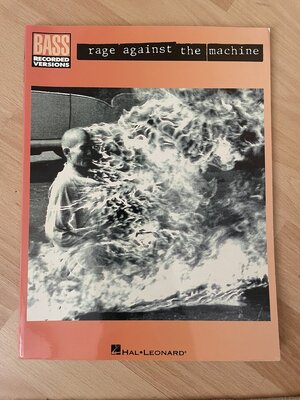 BASS
RECORDED
VERSIONS
rage against the machine
HAL•LEONARD®